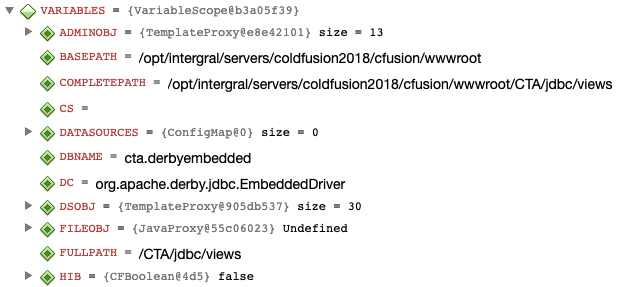 VARIABLES = {VariableScope@b3a05f39}
ADMINOBJ = {TemplateProxy@e8e42101} size = 13
BASEPATH = /opt/intergral/servers/coldfusion2018/cfusion/wwwroot
COMPLETEPATH = /opt/intergral/servers/coldfusion2018/cfusion/wwwroot/CTA/jdbc/views
CS =
DATASOURCES = {ConfigMap@0} size = 0
DBNAME = cta.derbyembedded
DC = org.apache.derby.jdbc.EmbeddedDriver
DSOBJ = {TemplateProxy@905db537} size = 30
FILEOBJ = {JavaProxy@55c06023} Undefined
FULLPATH = /CTA/jdbc/views
HIB = {CFBoolean@4d5} false